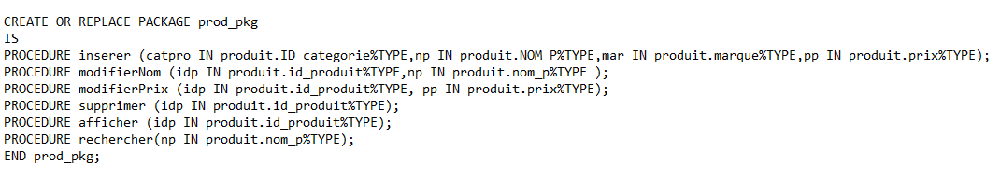 CREATE OR REPLACE PACKAGE prod_pkg
IS
PROCEDURE inserer (catpro IN produit.ID_categorie%TYPE,np IN produit.NOM_P%TYPE,mar IN produit.marque%TYPE,pp IN produit.prix%TYPE);
PROCEDURE modifierNom (idp IN produit.id_produit%TYPE,np IN produit.nom_p%TYPE );
PROCEDURE modifierPrix (idp IN produit.id_produit%TYPE, pp IN produit.prix%TYPE);
PROCEDURE supprimer (idp IN produit.id_produit%TYPE);
PROCEDURE afficher (idp IN produit.id_produit%TYPE);
PROCEDURE rechercher(np IN produit.nom_p%TYPE);
END prod_pkg;